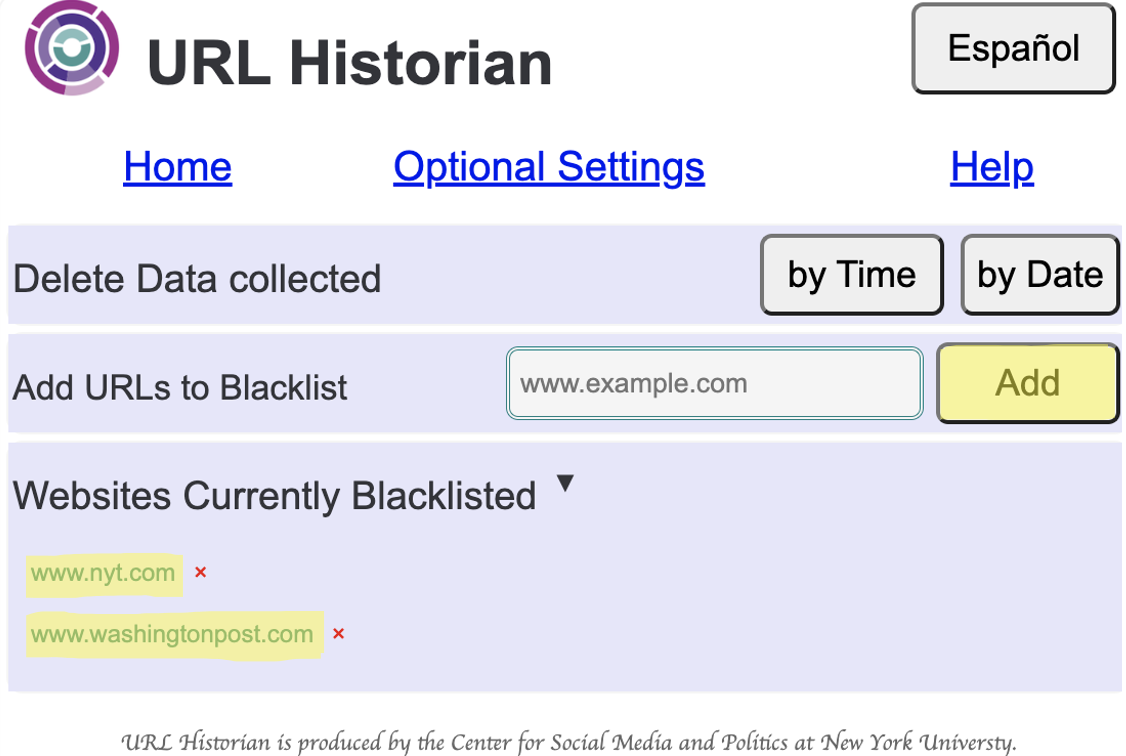 URL Historian
Español
Home Optional Settings Help
Delete Data collected by Time by Date
Add URLs to Blacklist www.example.com Add
Websites Currently Blacklisted ▼
www.nyt.com ×
www.washingtonpost.com ×
URL Historian is produced by the Center for Social Media and Politics at New York Universty.